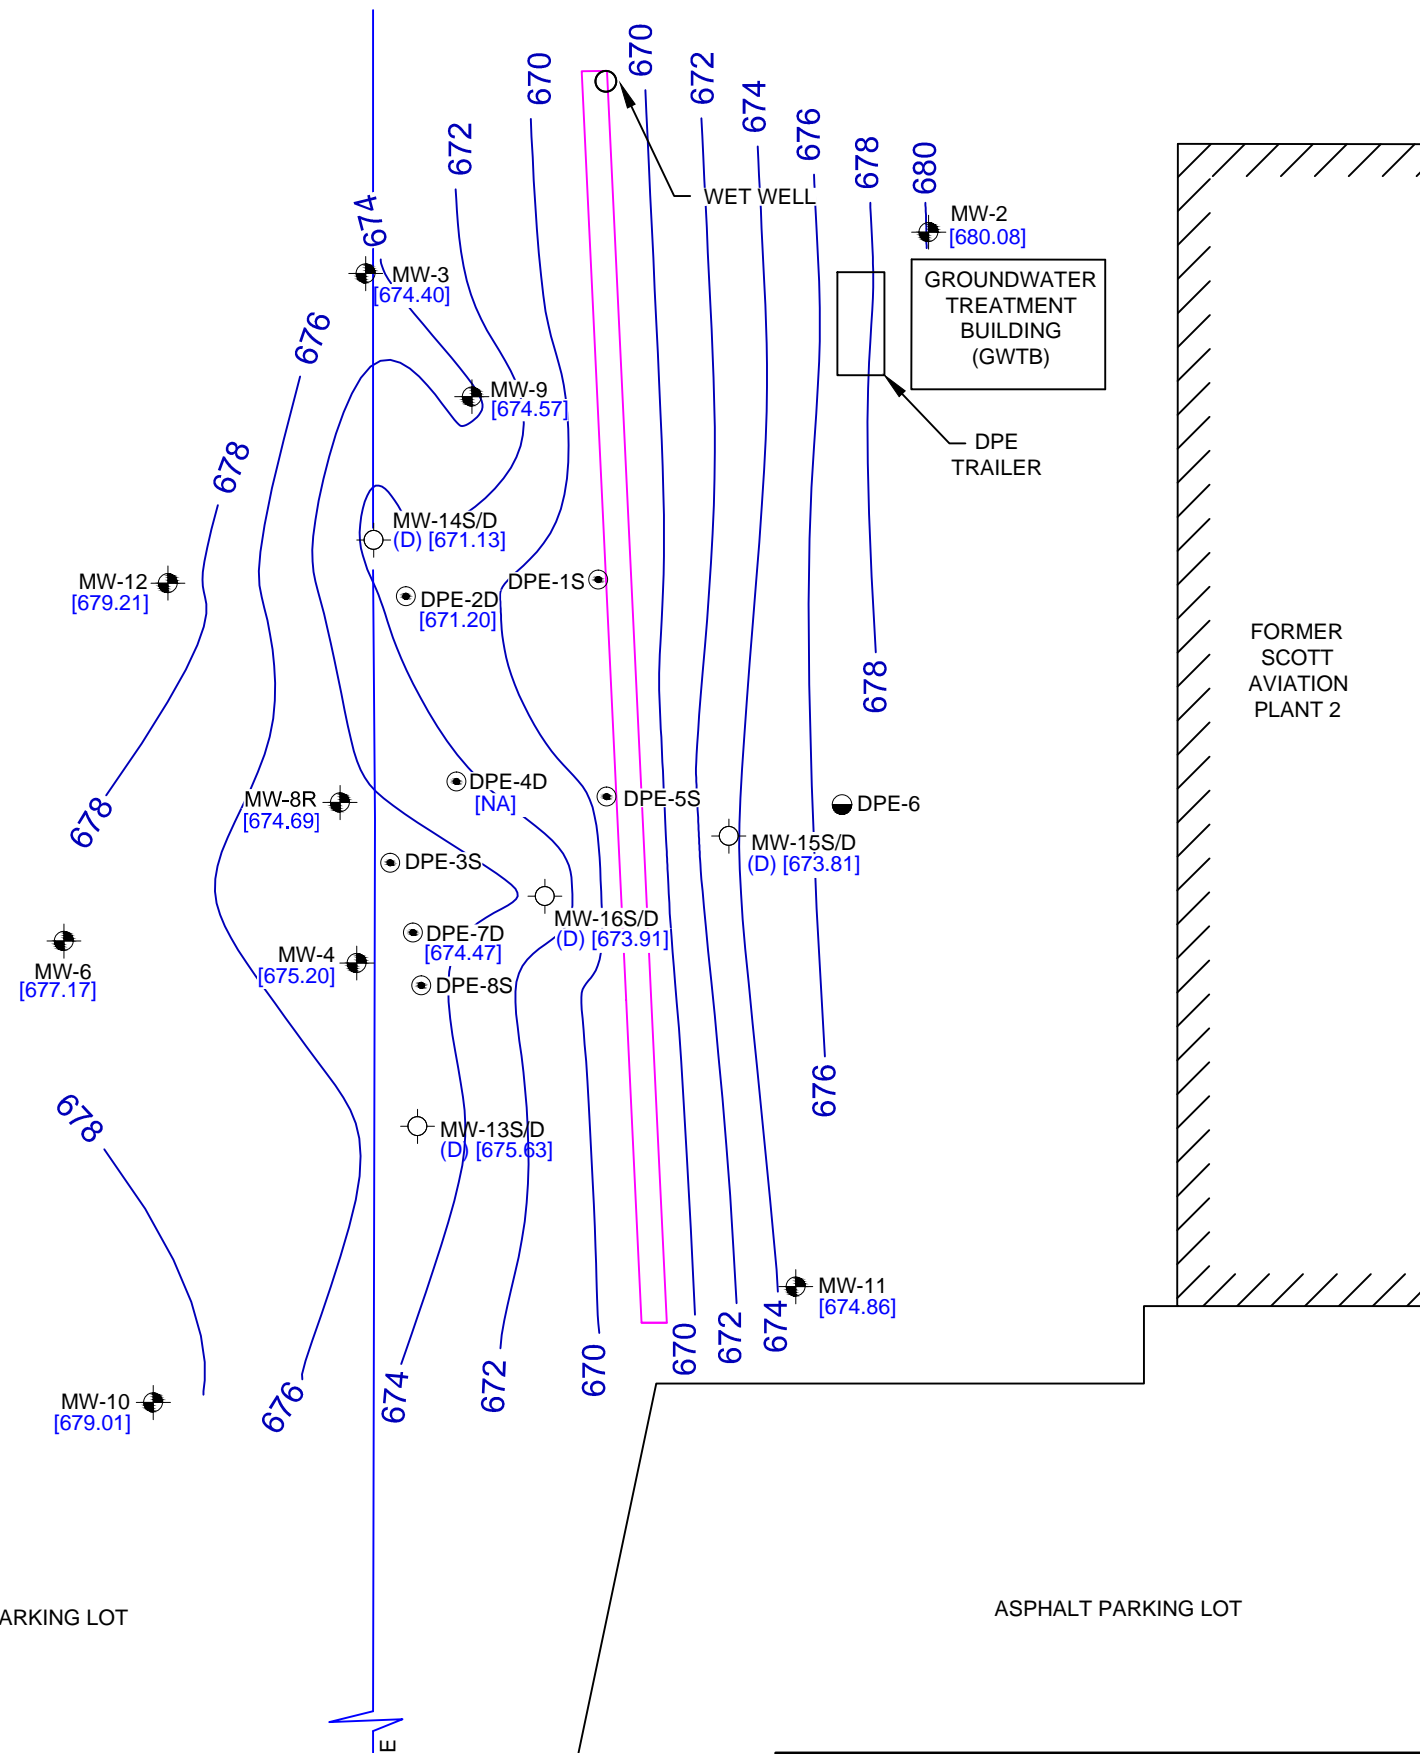 670
670
672
674
676
678
680
672
WET WELL
MW-2
[680.08]
674
MW-3
[674.40]
GROUNDWATER
TREATMENT
BUILDING
(GWTB)
676
MW-9
[674.57]
DPE
TRAILER
678
MW-14S/D
(D) [671.13]
MW-12
[679.21]
DPE-1S
DPE-2D
[671.20]
FORMER
SCOTT
AVIATION
PLANT 2
678
DPE-4D
[NA]
MW-8R
[674.69]
DPE-5S
DPE-6
678
MW-15S/D
(D) [673.81]
DPE-3S
MW-16S/D
(D) [673.91]
DPE-7D
[674.47]
MW-4
[675.20]
MW-6
[677.17]
DPE-8S
676
678
MW-13S/D
(D) [675.63]
MW-11
[674.86]
674
672
670
670
672
674
676
MW-10
[679.01]
ARKING LOT
ASPHALT PARKING LOT
E